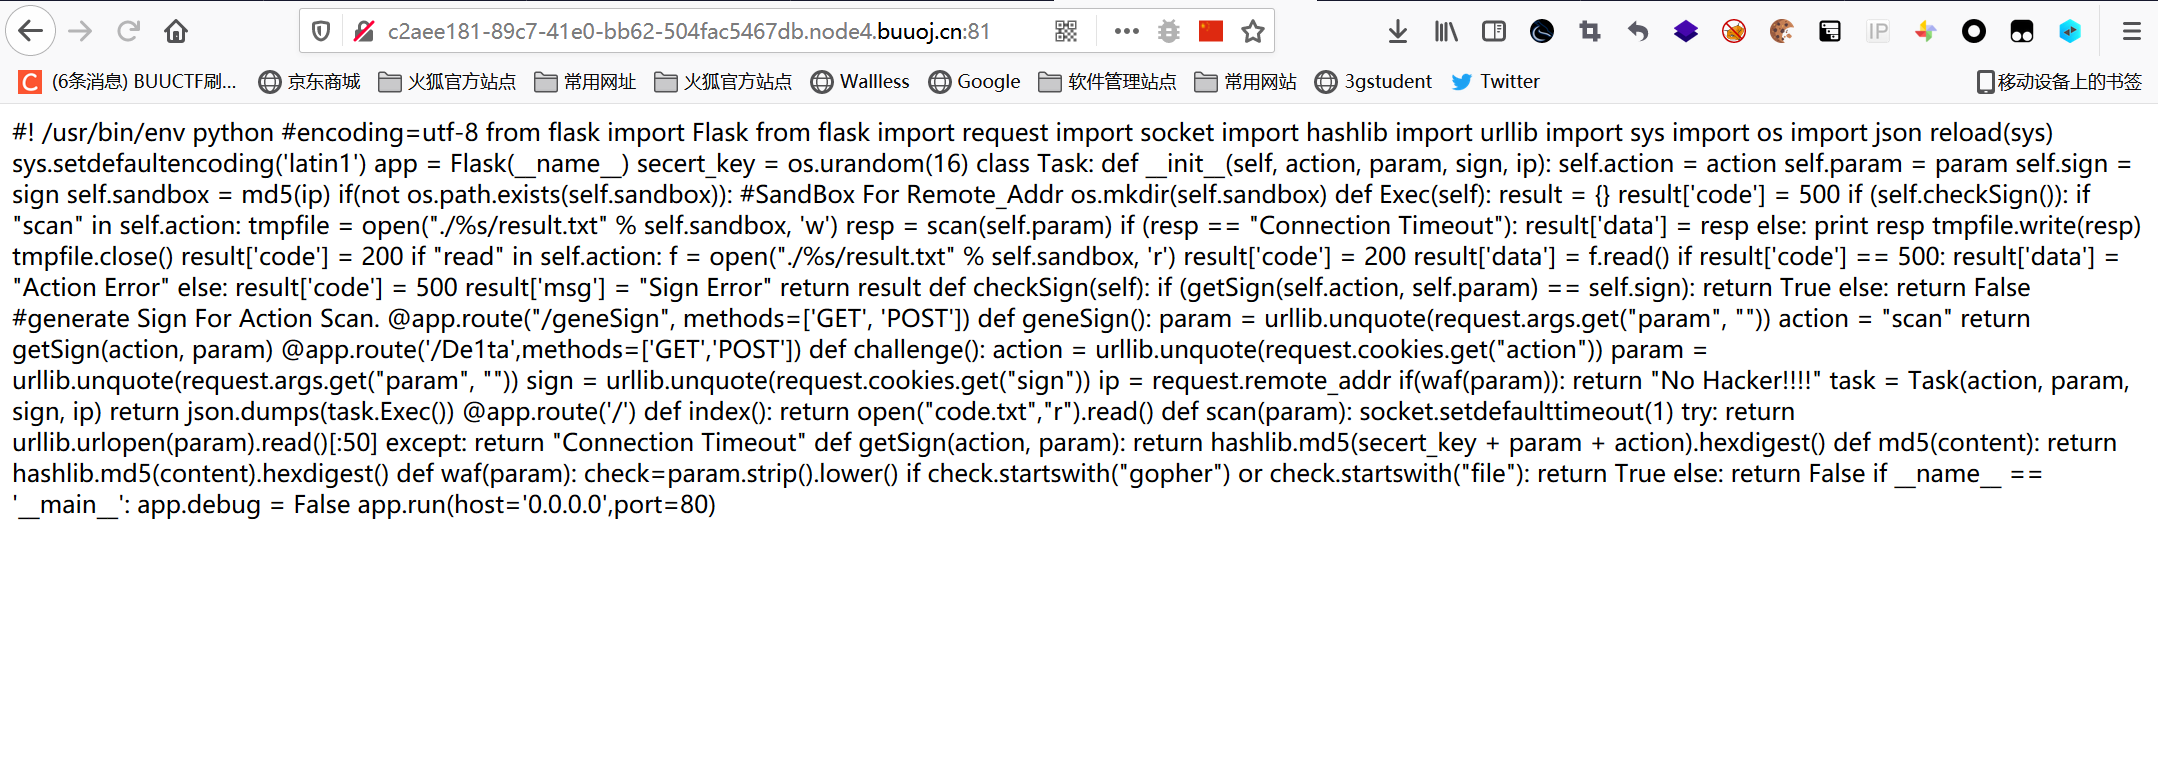 c2aee181-89c7-41e0-bb62-504fac5467db.node4.buuoj.cn:81
IP
C (6条消息) BUUCTF刷... 京东商城 火狐官方站点 常用网址 火狐官方站点 Wallless Google 软件管理站点 常用网站 3gstudent Twitter 移动设备上的书签
#! /usr/bin/env python #encoding=utf-8 from flask import Flask from flask import request import socket import hashlib import urllib import sys import os import json reload(sys)
sys.setdefaultencoding('latin1') app = Flask(__name__) secert_key = os.urandom(16) class Task: def __init__(self, action, param, sign, ip): self.action = action self.param = param self.sign =
sign self.sandbox = md5(ip) if(not os.path.exists(self.sandbox)): #SandBox For Remote_Addr os.mkdir(self.sandbox) def Exec(self): result = {} result['code'] = 500 if (self.checkSign()): if
"scan" in self.action: tmpfile = open("./%s/result.txt" % self.sandbox, 'w') resp = scan(self.param) if (resp == "Connection Timeout"): result['data'] = resp else: print resp tmpfile.write(resp)
tmpfile.close() result['code'] = 200 if "read" in self.action: f = open("./%s/result.txt" % self.sandbox, 'r') result['code'] = 200 result['data'] = f.read() if result['code'] == 500: result['data'] =
"Action Error" else: result['code'] = 500 result['msg'] = "Sign Error" return result def checkSign(self): if (getSign(self.action, self.param) == self.sign): return True else: return False
#generate Sign For Action Scan. @app.route("/geneSign", methods=['GET', 'POST']) def geneSign(): param = urllib.unquote(request.args.get("param", "")) action = "scan" return
getSign(action, param) @app.route('/De1ta',methods=['GET','POST']) def challenge(): action = urllib.unquote(request.cookies.get("action")) param =
urllib.unquote(request.args.get("param", "")) sign = urllib.unquote(request.cookies.get("sign")) ip = request.remote_addr if(waf(param)): return "No Hacker!!!!" task = Task(action, param,
sign, ip) return json.dumps(task.Exec()) @app.route('/') def index(): return open("code.txt","r").read() def scan(param): socket.setdefaulttimeout(1) try: return
urllib.urlopen(param).read()[:50] except: return "Connection Timeout" def getSign(action, param): return hashlib.md5(secert_key + param + action).hexdigest() def md5(content): return
hashlib.md5(content).hexdigest() def waf(param): check=param.strip().lower() if check.startswith("gopher") or check.startswith("file"): return True else: return False if __name__ ==
'__main__': app.debug = False app.run(host='0.0.0.0',port=80)